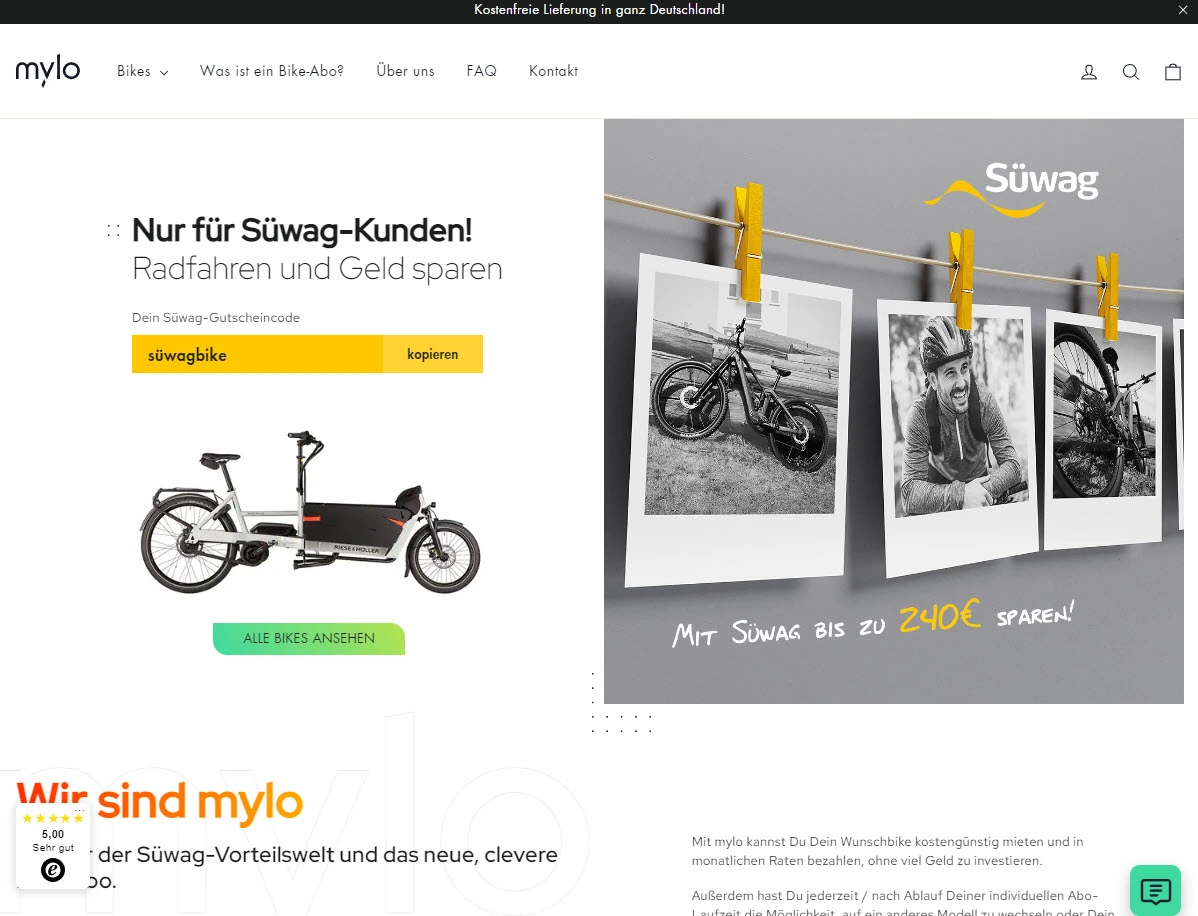 Kostenfreie Lieferung in ganz Deutschland!
mylo
Bikes
Was ist ein Bike-Abo?
Über uns
FAQ
Kontakt
Nur für Süwag-Kunden!
Radfahren und Geld sparen
Dein Süwag-Gutscheincode
süwagbike
kopieren
RIESE & MÜLLER
ALLE BIKES ANSEHEN
Süwag
MIT SÜWAG BIS ZU 240€ SPAREN!
mylo
Wir sind mylo
der Süwag-Vorteilswelt und das neue, clevere
5,00
Sehr gut
Mit mylo kannst Du Dein Wunschbike kostengünstig mieten und in
monatlichen Raten bezahlen, ohne viel Geld zu investieren.
Außerdem hast Du jederzeit / nach Ablauf Deiner individuellen Abo-
Laufzeit die Möglichkeit, auf ein anderes Modell zu wechseln oder Dein